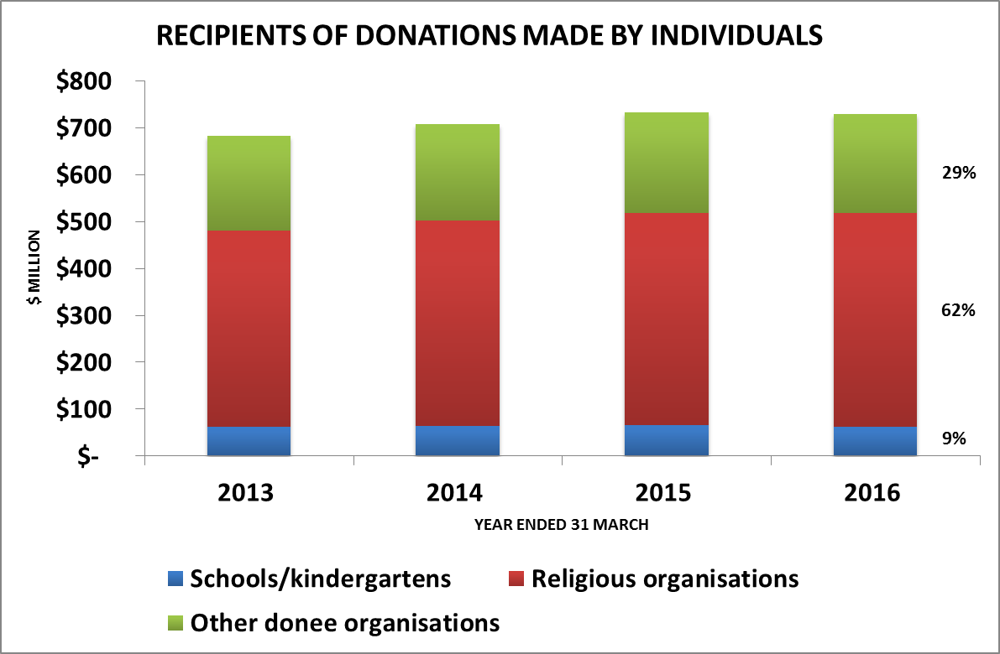 RECIPIENTS OF DONATIONS MADE BY INDIVIDUALS
$800
$700
$600
$500
$400
$300
$200
$100
$-
$ MILLION
29%
62%
9%
2013 2014 2015 2016
YEAR ENDED 31 MARCH
Schools/kindergartens Religious organisations
Other donee organisations